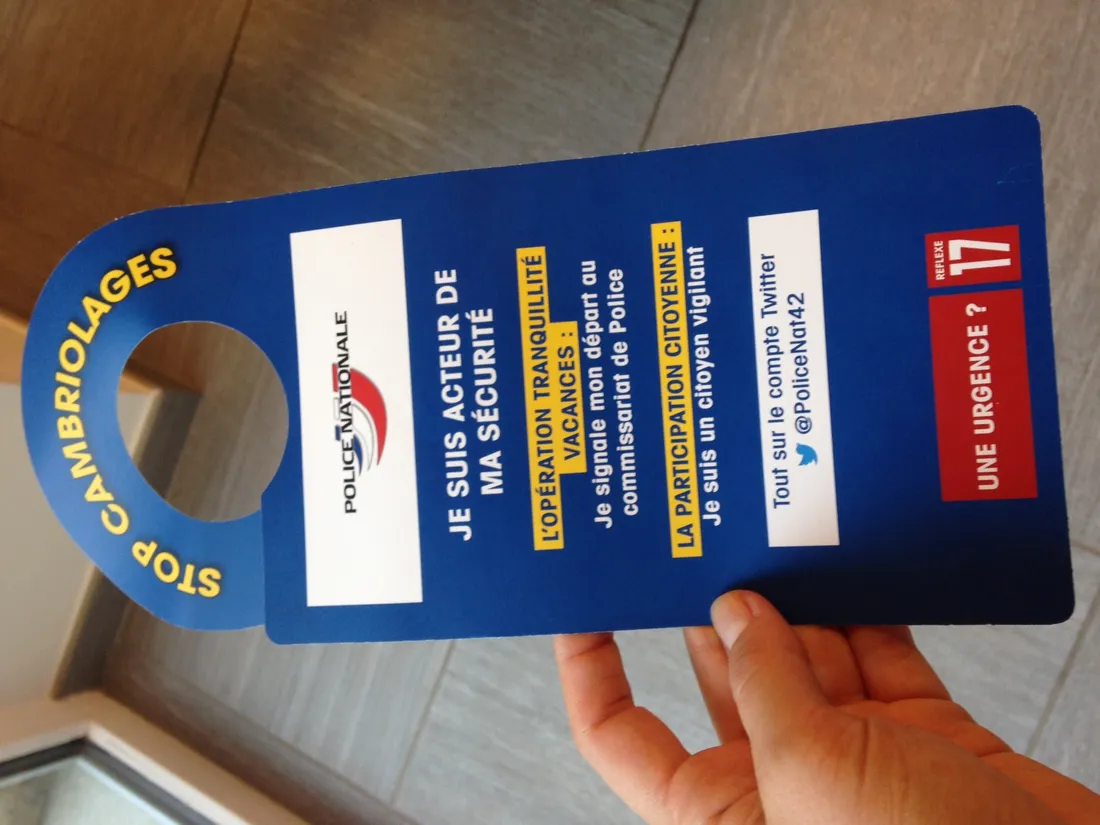 STOP CAMBRIOLAGES
POLICE NATIONALE
JE SUIS ACTEUR DE
MA SÉCURITÉ
L'OPÉRATION TRANQUILLITÉ
VACANCES :
Je signale mon départ au
commissariat de Police
LA PARTICIPATION CITOYENNE :
Je suis un citoyen vigilant
Tout sur le compte Twitter
@PoliceNat42
UNE URGENCE ?
REFLEXE
17